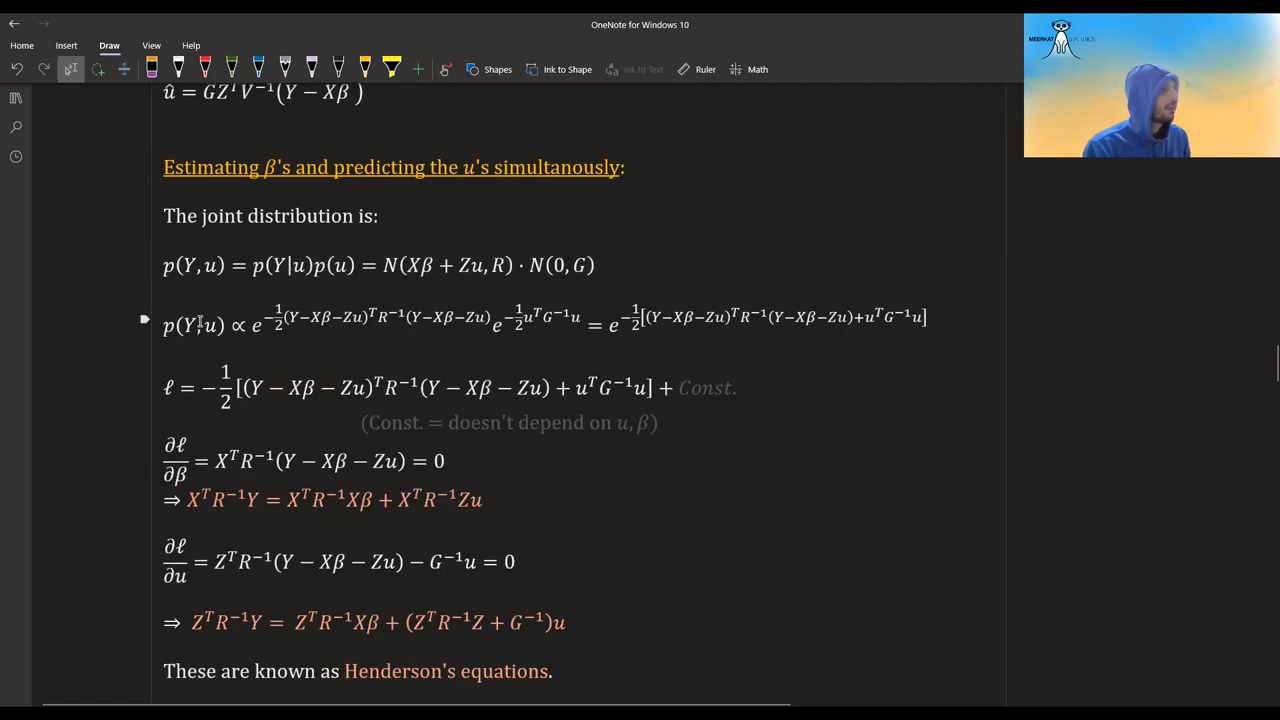 OneNote for Windows 10
Home Insert Draw View Help
Shapes Ink to Shape Ink to Text Ruler Math
MEERKAT
û = GZᵀV⁻¹(Y − Xβ )
Estimating β's and predicting the u's simultanously:
The joint distribution is:
p(Y, u) = p(Y|u)p(u) = N(Xβ + Zu, R) · N(0, G)
p(Y, u) ∝ e^{−1/2(Y−Xβ−Zu)ᵀR⁻¹(Y−Xβ−Zu)} e^{−1/2uᵀG⁻¹u} = e^{−1/2[(Y−Xβ−Zu)ᵀR⁻¹(Y−Xβ−Zu)+uᵀG⁻¹u]}
ℓ = −1/2[(Y − Xβ − Zu)ᵀR⁻¹(Y − Xβ − Zu) + uᵀG⁻¹u] + Const.
(Const. = doesn't depend on u, β)
∂ℓ/∂β = XᵀR⁻¹(Y − Xβ − Zu) = 0
⇒ XᵀR⁻¹Y = XᵀR⁻¹Xβ + XᵀR⁻¹Zu
∂ℓ/∂u = ZᵀR⁻¹(Y − Xβ − Zu) − G⁻¹u = 0
⇒ ZᵀR⁻¹Y = ZᵀR⁻¹Xβ + (ZᵀR⁻¹Z + G⁻¹)u
These are known as Henderson's equations.